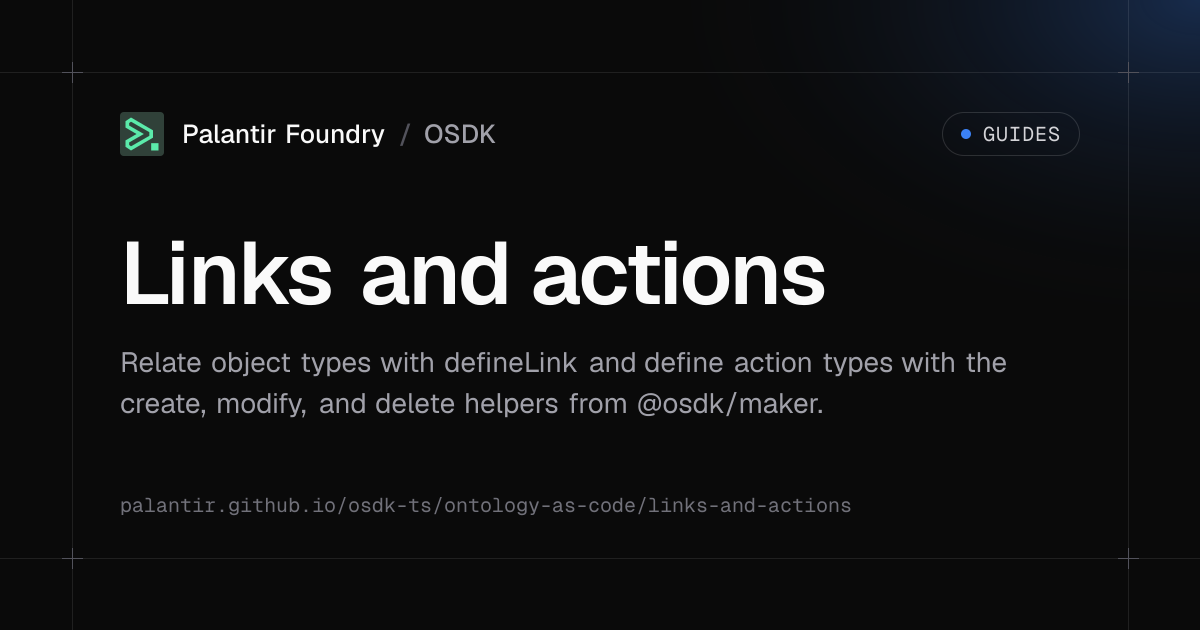 Palantir Foundry / OSDK
GUIDES
Links and actions
Relate object types with defineLink and define action types with the
create, modify, and delete helpers from @osdk/maker.
palantir.github.io/osdk-ts/ontology-as-code/links-and-actions